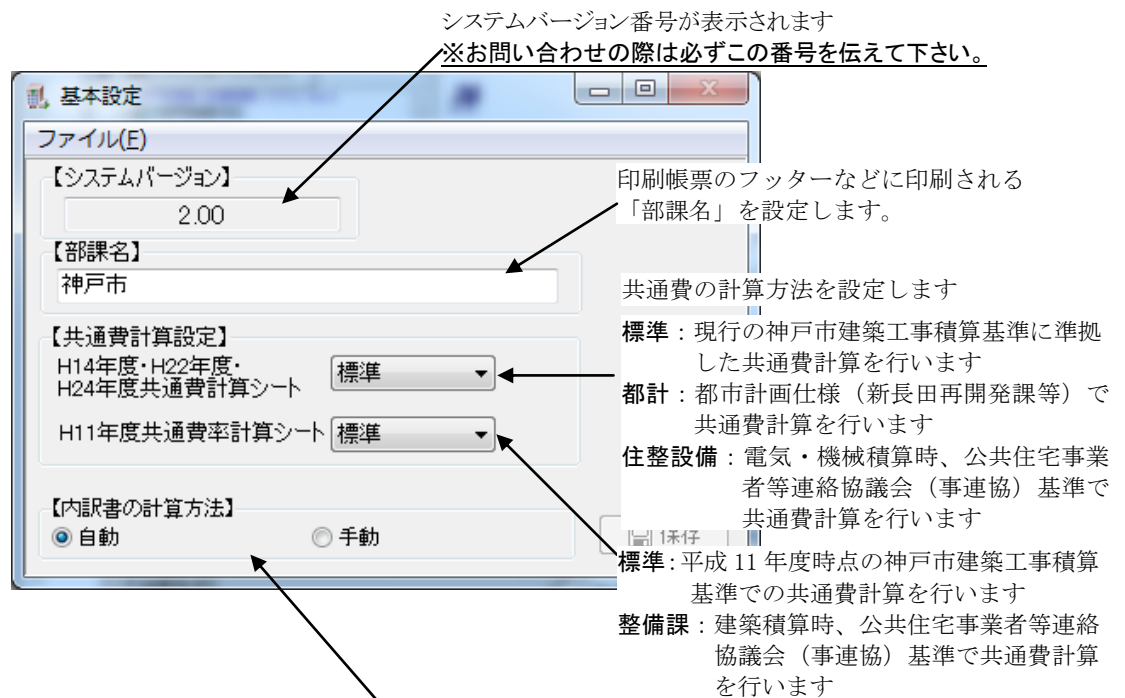 システムバージョン番号が表示されます
※お問い合わせの際は必ずこの番号を伝えて下さい。
基本設定
ファイル(F)
【システムバージョン】
2.00
印刷帳票のフッターなどに印刷される
「部課名」を設定します。
【部課名】
神戸市
共通費の計算方法を設定します
【共通費計算設定】
H14年度・H22年度・
H24年度共通費計算シート
標準
H11年度共通費率計算シート
標準
標準：現行の神戸市建築工事積算基準に準拠
した共通費計算を行います
都計：都市計画仕様（新長田再開発課等）で
共通費計算を行います
住整設備：電気・機械積算時、公共住宅事業
者等連絡協議会（事連協）基準で
共通費計算を行います
【内訳書の計算方法】
自動
手動
保存
標準：平成 11 年度時点の神戸市建築工事積算
基準での共通費計算を行います
整備課：建築積算時、公共住宅事業者等連絡
協議会（事連協）基準で共通費計算
を行います